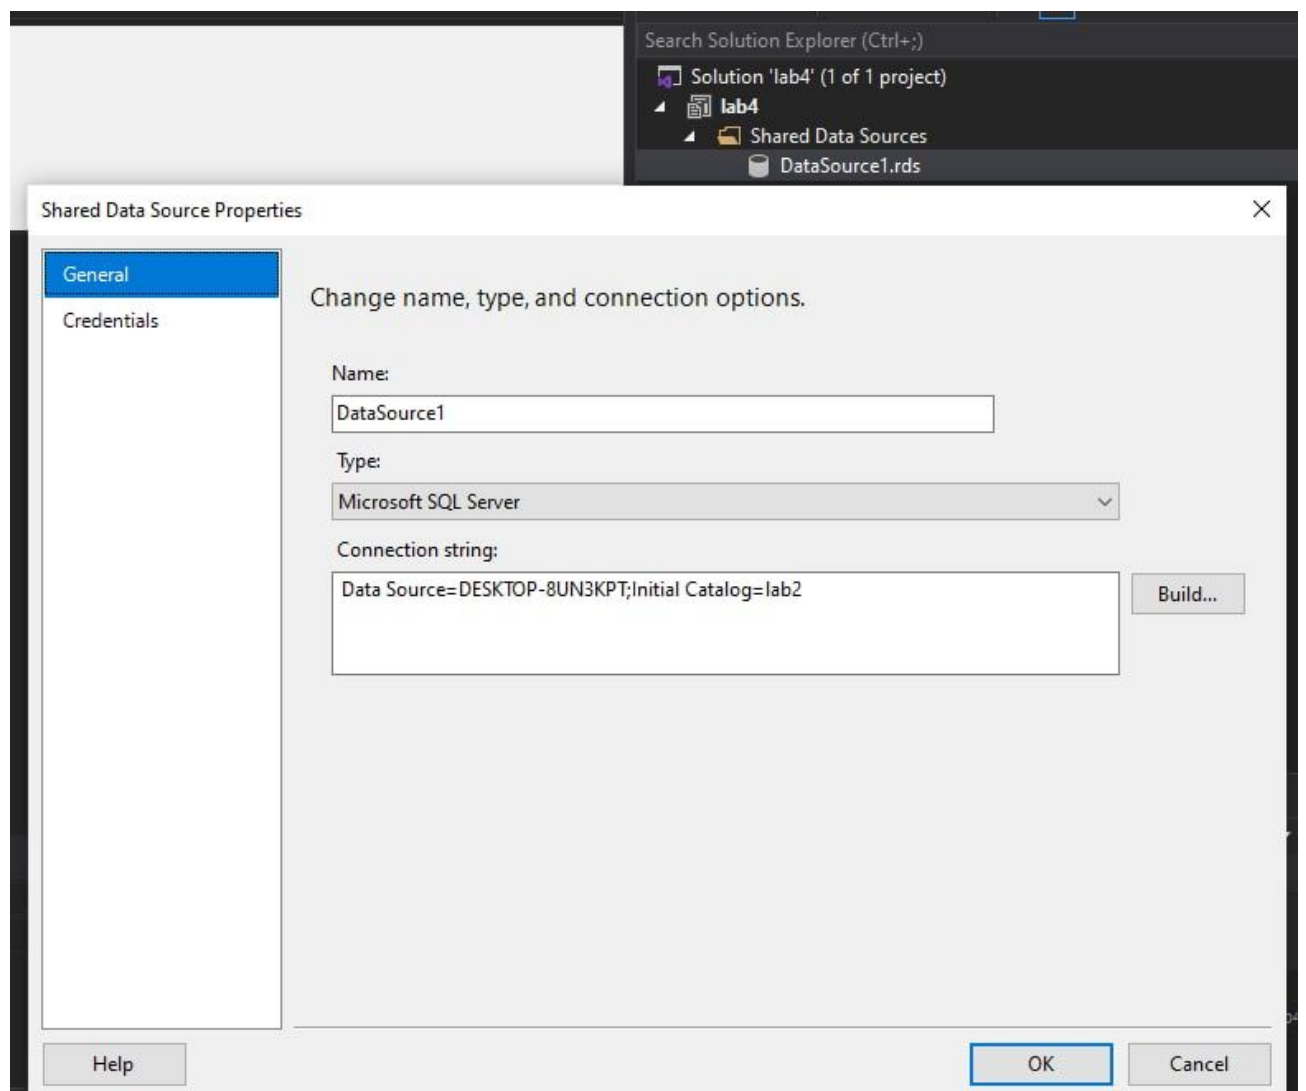 Search Solution Explorer (Ctrl+;)
Solution 'lab4' (1 of 1 project)
lab4
Shared Data Sources
DataSource1.rds
Shared Data Source Properties
General
Credentials
Change name, type, and connection options.
Name:
DataSource1
Type:
Microsoft SQL Server
Connection string:
Data Source=DESKTOP-8UN3KPT;Initial Catalog=lab2
Build...
Help
OK
Cancel